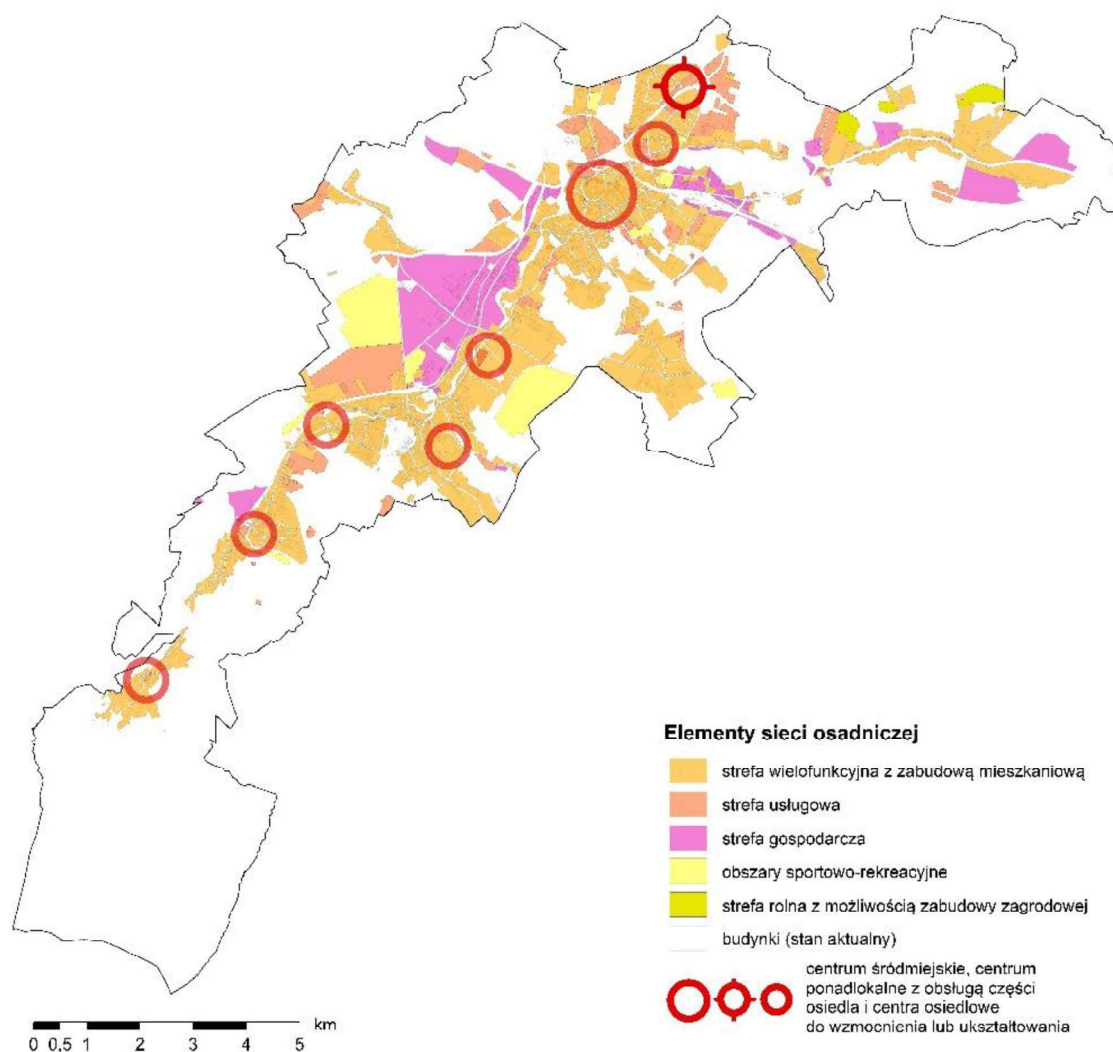 Elementy sieci osadniczej
strefa wielofunkcyjna z zabudową mieszkaniową
strefa usługowa
strefa gospodarcza
obszary sportowo-rekreacyjne
strefa rolna z możliwością zabudowy zagrodowej
budynki (stan aktualny)
centrum śródmiejskie, centrum
ponadlokalne z obsługą części
osiedla i centra osiedlowe
do wzmocnienia lub ukształtowania
km
0 0,5 1 2 3 4 5